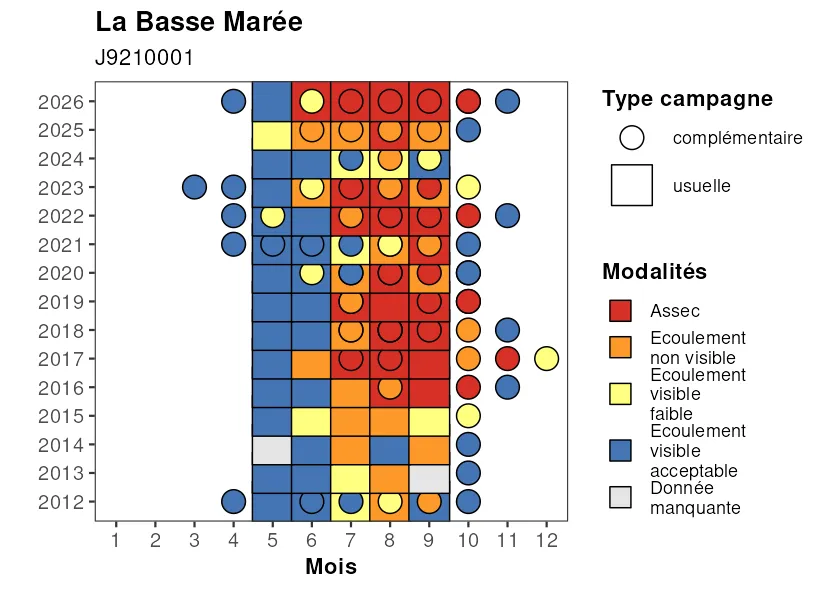 La Basse Marée
J9210001
2026
2025
2024
2023
2022
2021
2020
2019
2018
2017
2016
2015
2014
2013
2012
1 2 3 4 5 6 7 8 9 10 11 12
Mois
Type campagne
complémentaire
usuelle
Modalités
Assec
Ecoulement
non visible
Ecoulement
visible
faible
Ecoulement
visible
acceptable
Donnée
manquante